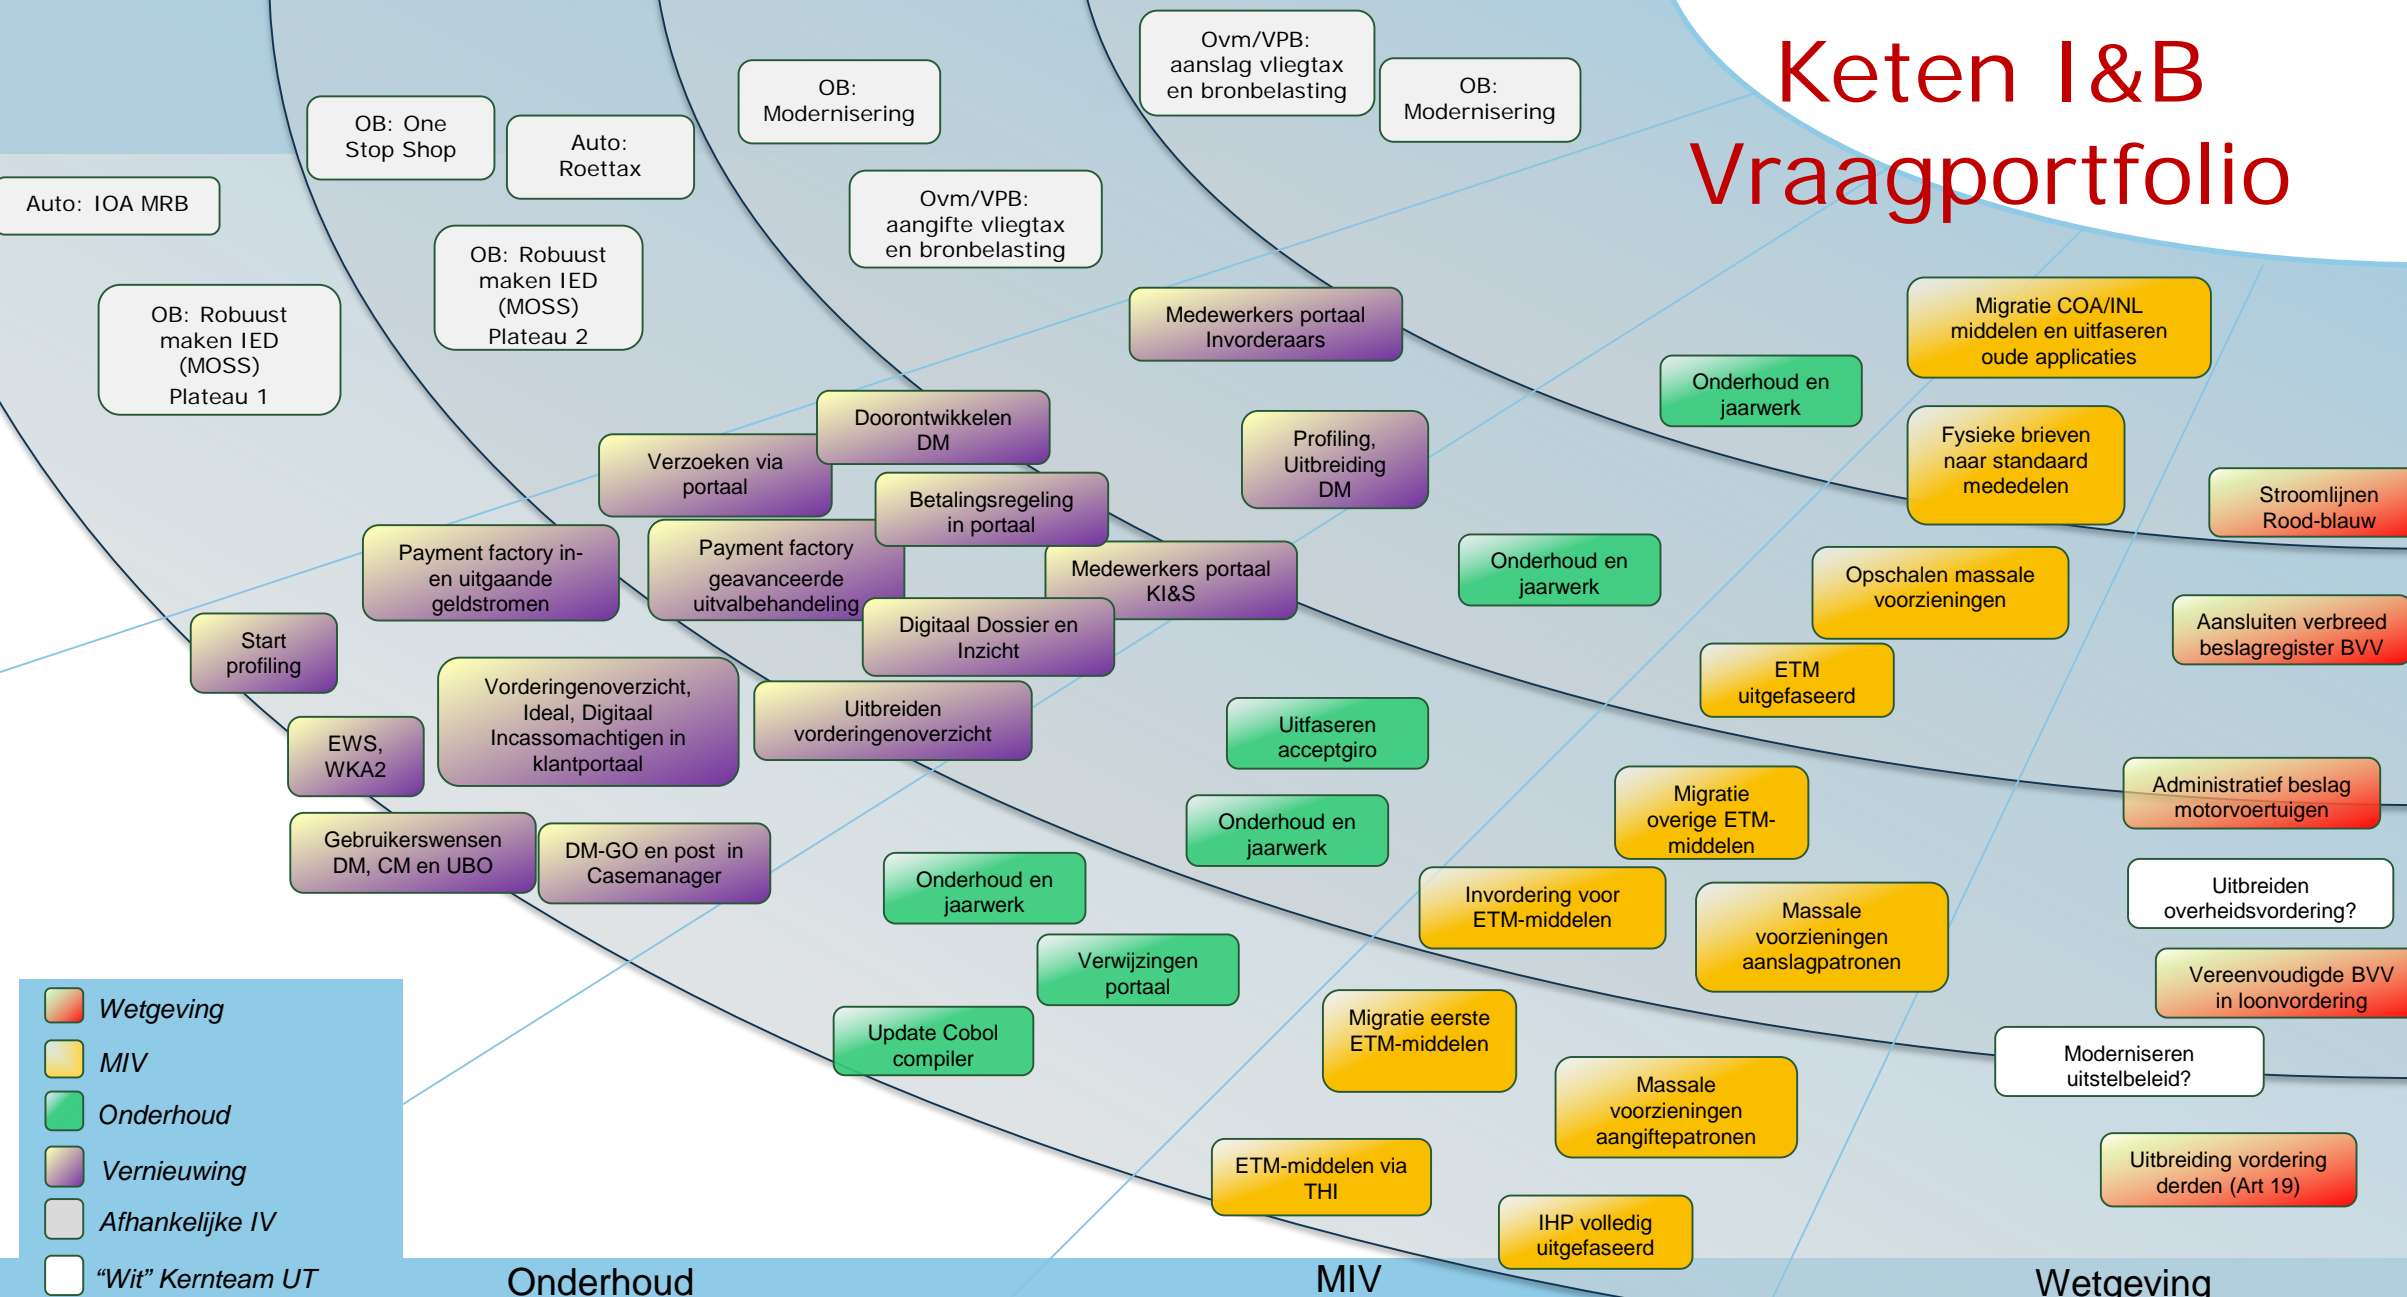 Keten I&B
Vraagportfolio
Ovm/VPB:
aanslag vliegtax
en bronbelasting
OB:
Modernisering
OB:
Modernisering
OB: One
Stop Shop
Auto:
Roettax
Auto: IOA MRB
Ovm/VPB:
aangifte vliegtax
en bronbelasting
OB: Robuust
maken IED
(MOSS)
Plateau 2
OB: Robuust
maken IED
(MOSS)
Plateau 1
Medewerkers portaal
Invorderaars
Migratie COA/INL
middelen en uitfaseren
oude applicaties
Onderhoud en
jaarwerk
Doorontwikkelen
DM
Profiling,
Uitbreiding
DM
Fysieke brieven
naar standaard
mededelen
Verzoeken via
portaal
Betalingsregeling
in portaal
Stroomlijnen
Rood-blauw
Payment factory in-
en uitgaande
geldstromen
Payment factory
geavanceerde
uitvalbehandeling
Medewerkers portaal
KI&S
Onderhoud en
jaarwerk
Opschalen massale
voorzieningen
Aansluiten verbreed
beslagregister BVV
Start
profiling
Digitaal Dossier en
Inzicht
ETM
uitgefaseerd
Vorderingenoverzicht,
Ideal, Digitaal
Incassomachtigen in
klantportaal
Uitbreiden
vorderingenoverzicht
Uitfaseren
acceptgiro
EWS,
WKA2
Administratief beslag
motorvoertuigen
Migratie
overige ETM-
middelen
Onderhoud en
jaarwerk
Gebruikerswensen
DM, CM en UBO
DM-GO en post in
Casemanager
Onderhoud en
jaarwerk
Invordering voor
ETM-middelen
Massale
voorzieningen
aanslagpatronen
Uitbreiden
overheidsvordering?
Verwijzingen
portaal
Vereenvoudigde BVV
in loonvordering
Update Cobol
compiler
Migratie eerste
ETM-middelen
Moderniseren
uitstelbeleid?
Massale
voorzieningen
aangiftepatronen
ETM-middelen via
THI
Uitbreiding vordering
derden (Art 19)
IHP volledig
uitgefaseerd
Wetgeving
MIV
Onderhoud
Vernieuwing
Afhankelijke IV
“Wit” Kernteam UT
Onderhoud
MIV
Wetgeving